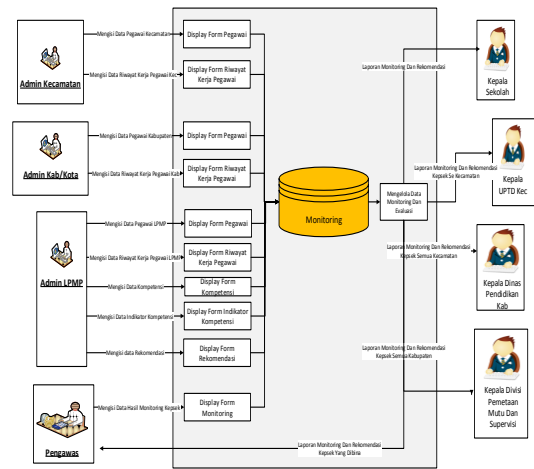 Mengisi Data Pegawai Kecamatan
Display Form Pegawai
Admin Kecamatan
Mengisi Data Riwayat Kerja Pegawai Kec
Display Form Riwayat
Kerja Pegawai
Laporan Monitoring Dan Rekomendasi
Kepala
Sekolah
Mengisi Data Pegawai Kabupaten
Display Form Pegawai
Admin Kab/Kota
Mengisi Data Riwayat Kerja Pegawai Kab
Display Form Riwayat
Kerja Pegawai
Laporan Monitoring Dan Rekomendasi
Kepsek Se Kecamatan
Kepala
UPTD Kec
Monitoring
Mengelola Data
Monitoring Dan
Evaluasi
Mengisi Data Pegawai LPMP
Display Form Pegawai
Mengisi Data Riwayat Kerja Pegawai LPMP
Display Form Riwayat
Kerja Pegawai
Admin LPMP
Mengisi Data Kompetensi
Display Form
Kompetensi
Mengisi Data Indikator Kompetensi
Display Form Indikator
Kompetensi
Mengisi data Rekomendasi
Display Form
Rekomendasi
Laporan Monitoring Dan Rekomendasi
Kepsek Semua Kecamatan
Kepala Dinas
Pendidikan
Kab
Laporan Monitoring Dan Rekomendasi
Kepsek Semua Kabupaten
Kepala Divisi
Pemetaan
Mutu Dan
Supervisi
Mengisi Data Hasil Monitoring Kepsek
Display Form
Monitoring
Pengawas
Laporan Monitoring Dan Rekomendasi
Kepsek Yang Dibina